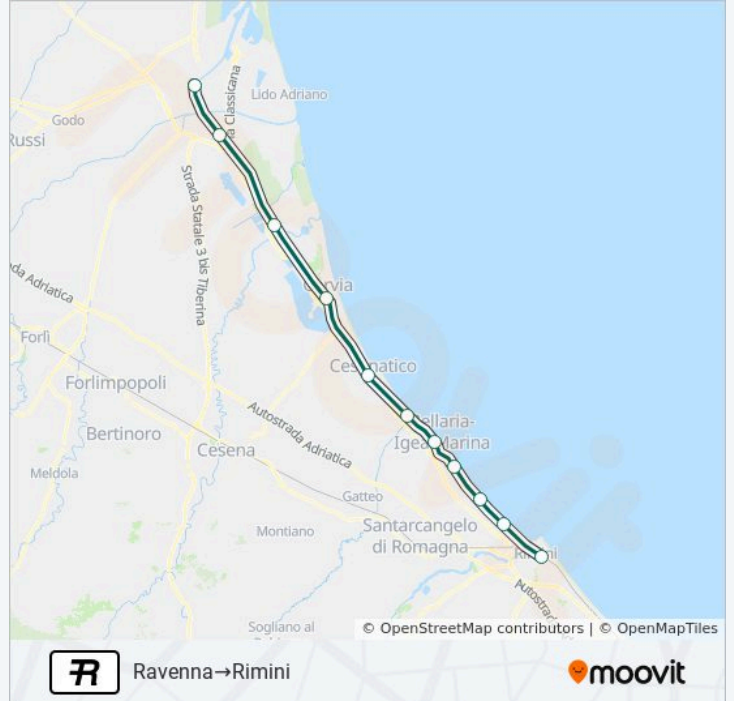 Lido Adriano
Godo
Russi
Strada Statale 3 bis Tiberina
Forlì
Forlimpopoli
Autostrada Adriatica
Bertinoro
Cesena
Meldola
Gatteo
Montiano
Santarcangelo
di Romagna
Sogliano al
© OpenStreetMap contributors | © OpenMapTiles
R
Ravenna→Rimini
moovit